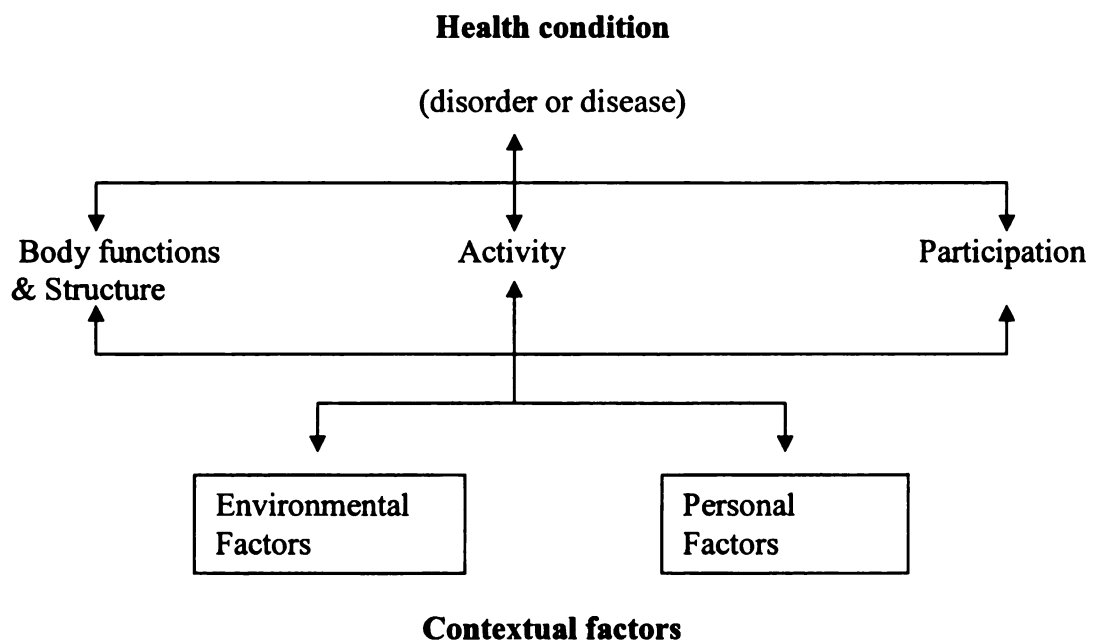 Health condition
(disorder or disease)
Body functions
& Structure
Activity
Participation
Environmental
Factors
Personal
Factors
Contextual factors